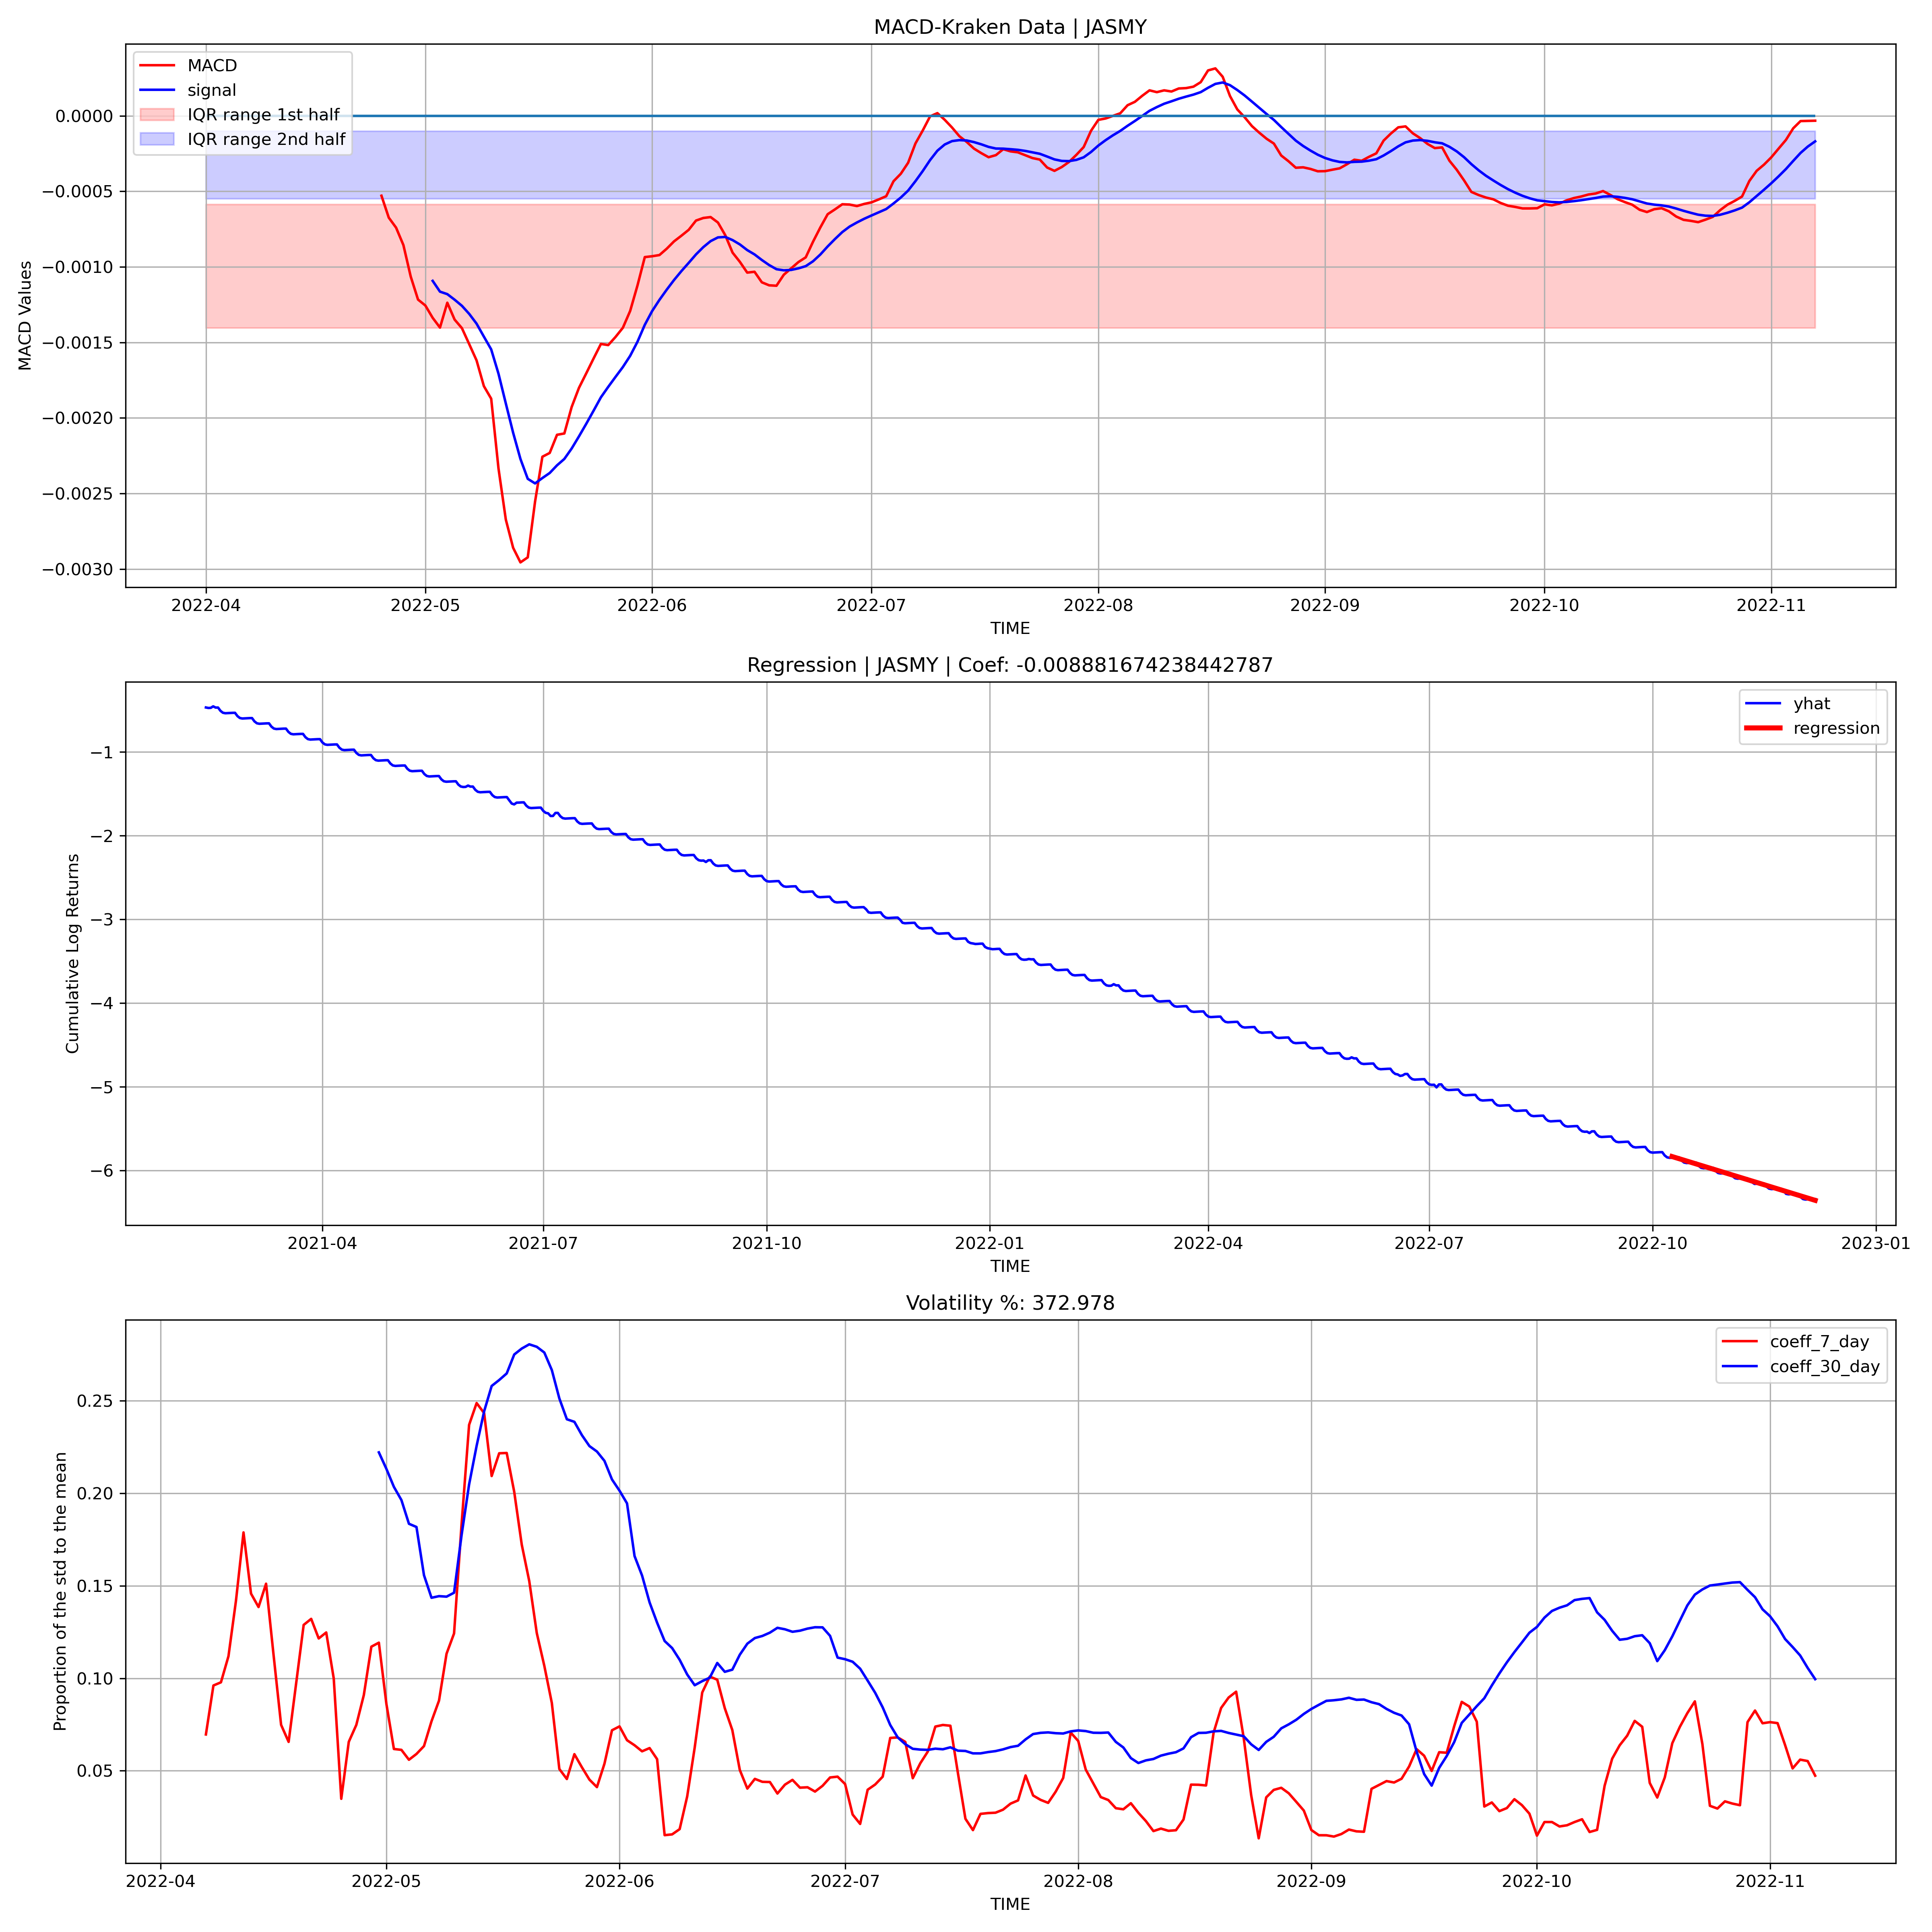 MACD-Kraken Data | JASMY
MACD
signal
IQR range 1st half
IQR range 2nd half
0.0000
−0.0005
−0.0010
−0.0015
−0.0020
−0.0025
−0.0030
MACD Values
2022-04 2022-05 2022-06 2022-07 2022-08 2022-09 2022-10 2022-11
TIME
Regression | JASMY | Coef: -0.008881674238442787
yhat
regression
−1
−2
−3
−4
−5
−6
Cumulative Log Returns
2021-04 2021-07 2021-10 2022-01 2022-04 2022-07 2022-10 2023-01
TIME
Volatility %: 372.978
coeff_7_day
coeff_30_day
0.25
0.20
0.15
0.10
0.05
Proportion of the std to the mean
2022-04 2022-05 2022-06 2022-07 2022-08 2022-09 2022-10 2022-11
TIME